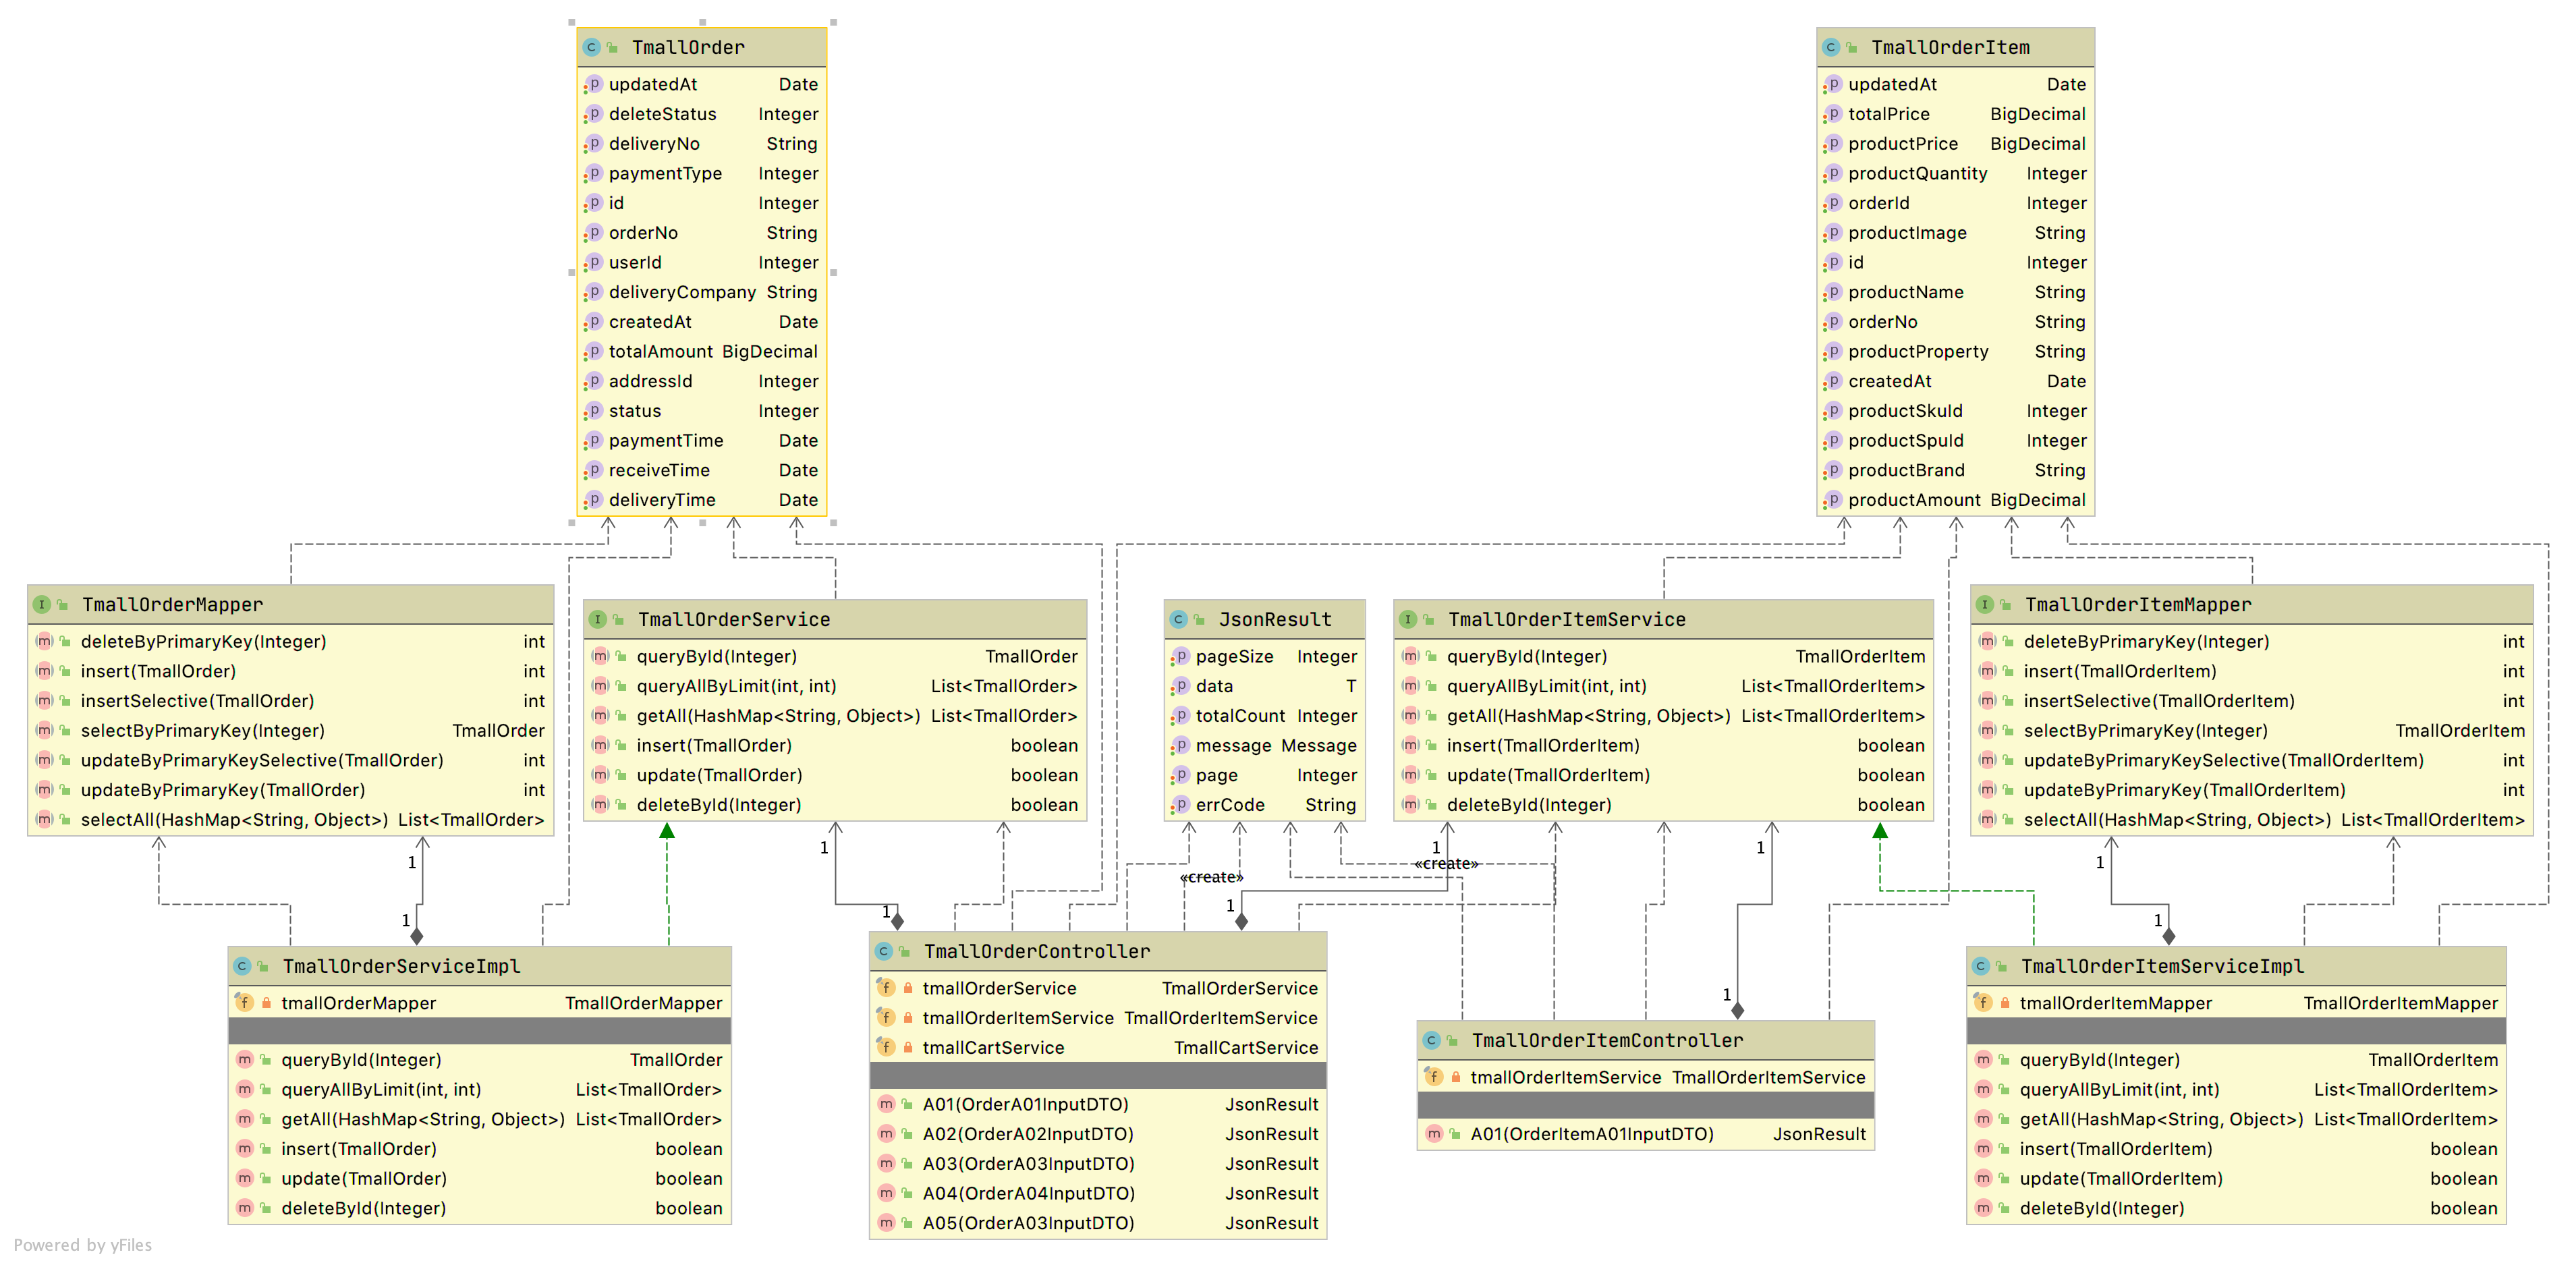 TmallOrder
updatedAt Date
deleteStatus Integer
deliveryNo String
paymentType Integer
id Integer
orderNo String
userId Integer
deliveryCompany String
createdAt Date
totalAmount BigDecimal
addressId Integer
status Integer
paymentTime Date
receiveTime Date
deliveryTime Date
TmallOrderItem
updatedAt Date
totalPrice BigDecimal
productPrice BigDecimal
productQuantity Integer
orderId Integer
productImage String
id Integer
productName String
orderNo String
productProperty String
createdAt Date
productSkuId Integer
productSpuId Integer
productBrand String
productAmount BigDecimal
TmallOrderMapper
deleteByPrimaryKey(Integer) int
insert(TmallOrder) int
insertSelective(TmallOrder) int
selectByPrimaryKey(Integer) TmallOrder
updateByPrimaryKeySelective(TmallOrder) int
updateByPrimaryKey(TmallOrder) int
selectAll(HashMap<String, Object>) List<TmallOrder>
TmallOrderService
queryById(Integer) TmallOrder
queryAllByLimit(int, int) List<TmallOrder>
getAll(HashMap<String, Object>) List<TmallOrder>
insert(TmallOrder) boolean
update(TmallOrder) boolean
deleteById(Integer) boolean
JsonResult
pageSize Integer
data T
totalCount Integer
message Message
page Integer
errCode String
TmallOrderItemService
queryById(Integer) TmallOrderItem
queryAllByLimit(int, int) List<TmallOrderItem>
getAll(HashMap<String, Object>) List<TmallOrderItem>
insert(TmallOrderItem) boolean
update(TmallOrderItem) boolean
deleteById(Integer) boolean
TmallOrderItemMapper
deleteByPrimaryKey(Integer) int
insert(TmallOrderItem) int
insertSelective(TmallOrderItem) int
selectByPrimaryKey(Integer) TmallOrderItem
updateByPrimaryKeySelective(TmallOrderItem) int
updateByPrimaryKey(TmallOrderItem) int
selectAll(HashMap<String, Object>) List<TmallOrderItem>
1
1
1
1
1
«create»
«create»
1
1
1
1
1
TmallOrderServiceImpl
tmallOrderMapper TmallOrderMapper
queryById(Integer) TmallOrder
queryAllByLimit(int, int) List<TmallOrder>
getAll(HashMap<String, Object>) List<TmallOrder>
insert(TmallOrder) boolean
update(TmallOrder) boolean
deleteById(Integer) boolean
TmallOrderController
tmallOrderService TmallOrderService
tmallOrderItemService TmallOrderItemService
tmallCartService TmallCartService
A01(OrderA01InputDTO) JsonResult
A02(OrderA02InputDTO) JsonResult
A03(OrderA03InputDTO) JsonResult
A04(OrderA04InputDTO) JsonResult
A05(OrderA03InputDTO) JsonResult
TmallOrderItemController
tmallOrderItemService TmallOrderItemService
A01(OrderItemA01InputDTO) JsonResult
TmallOrderItemServiceImpl
tmallOrderItemMapper TmallOrderItemMapper
queryById(Integer) TmallOrderItem
queryAllByLimit(int, int) List<TmallOrderItem>
getAll(HashMap<String, Object>) List<TmallOrderItem>
insert(TmallOrderItem) boolean
update(TmallOrderItem) boolean
deleteById(Integer) boolean
Powered by yFiles